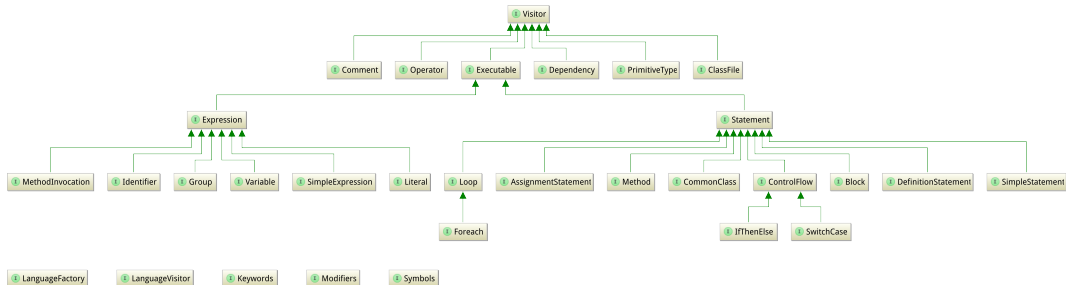 Visitor
Comment Operator Executable Dependency PrimitiveType ClassFile
Expression Statement
MethodInvocation Identifier Group Variable SimpleExpression Literal Loop AssignmentStatement Method CommonClass ControlFlow Block DefinitionStatement SimpleStatement
Foreach IfThenElse SwitchCase
LanguageFactory LanguageVisitor Keywords Modifiers Symbols